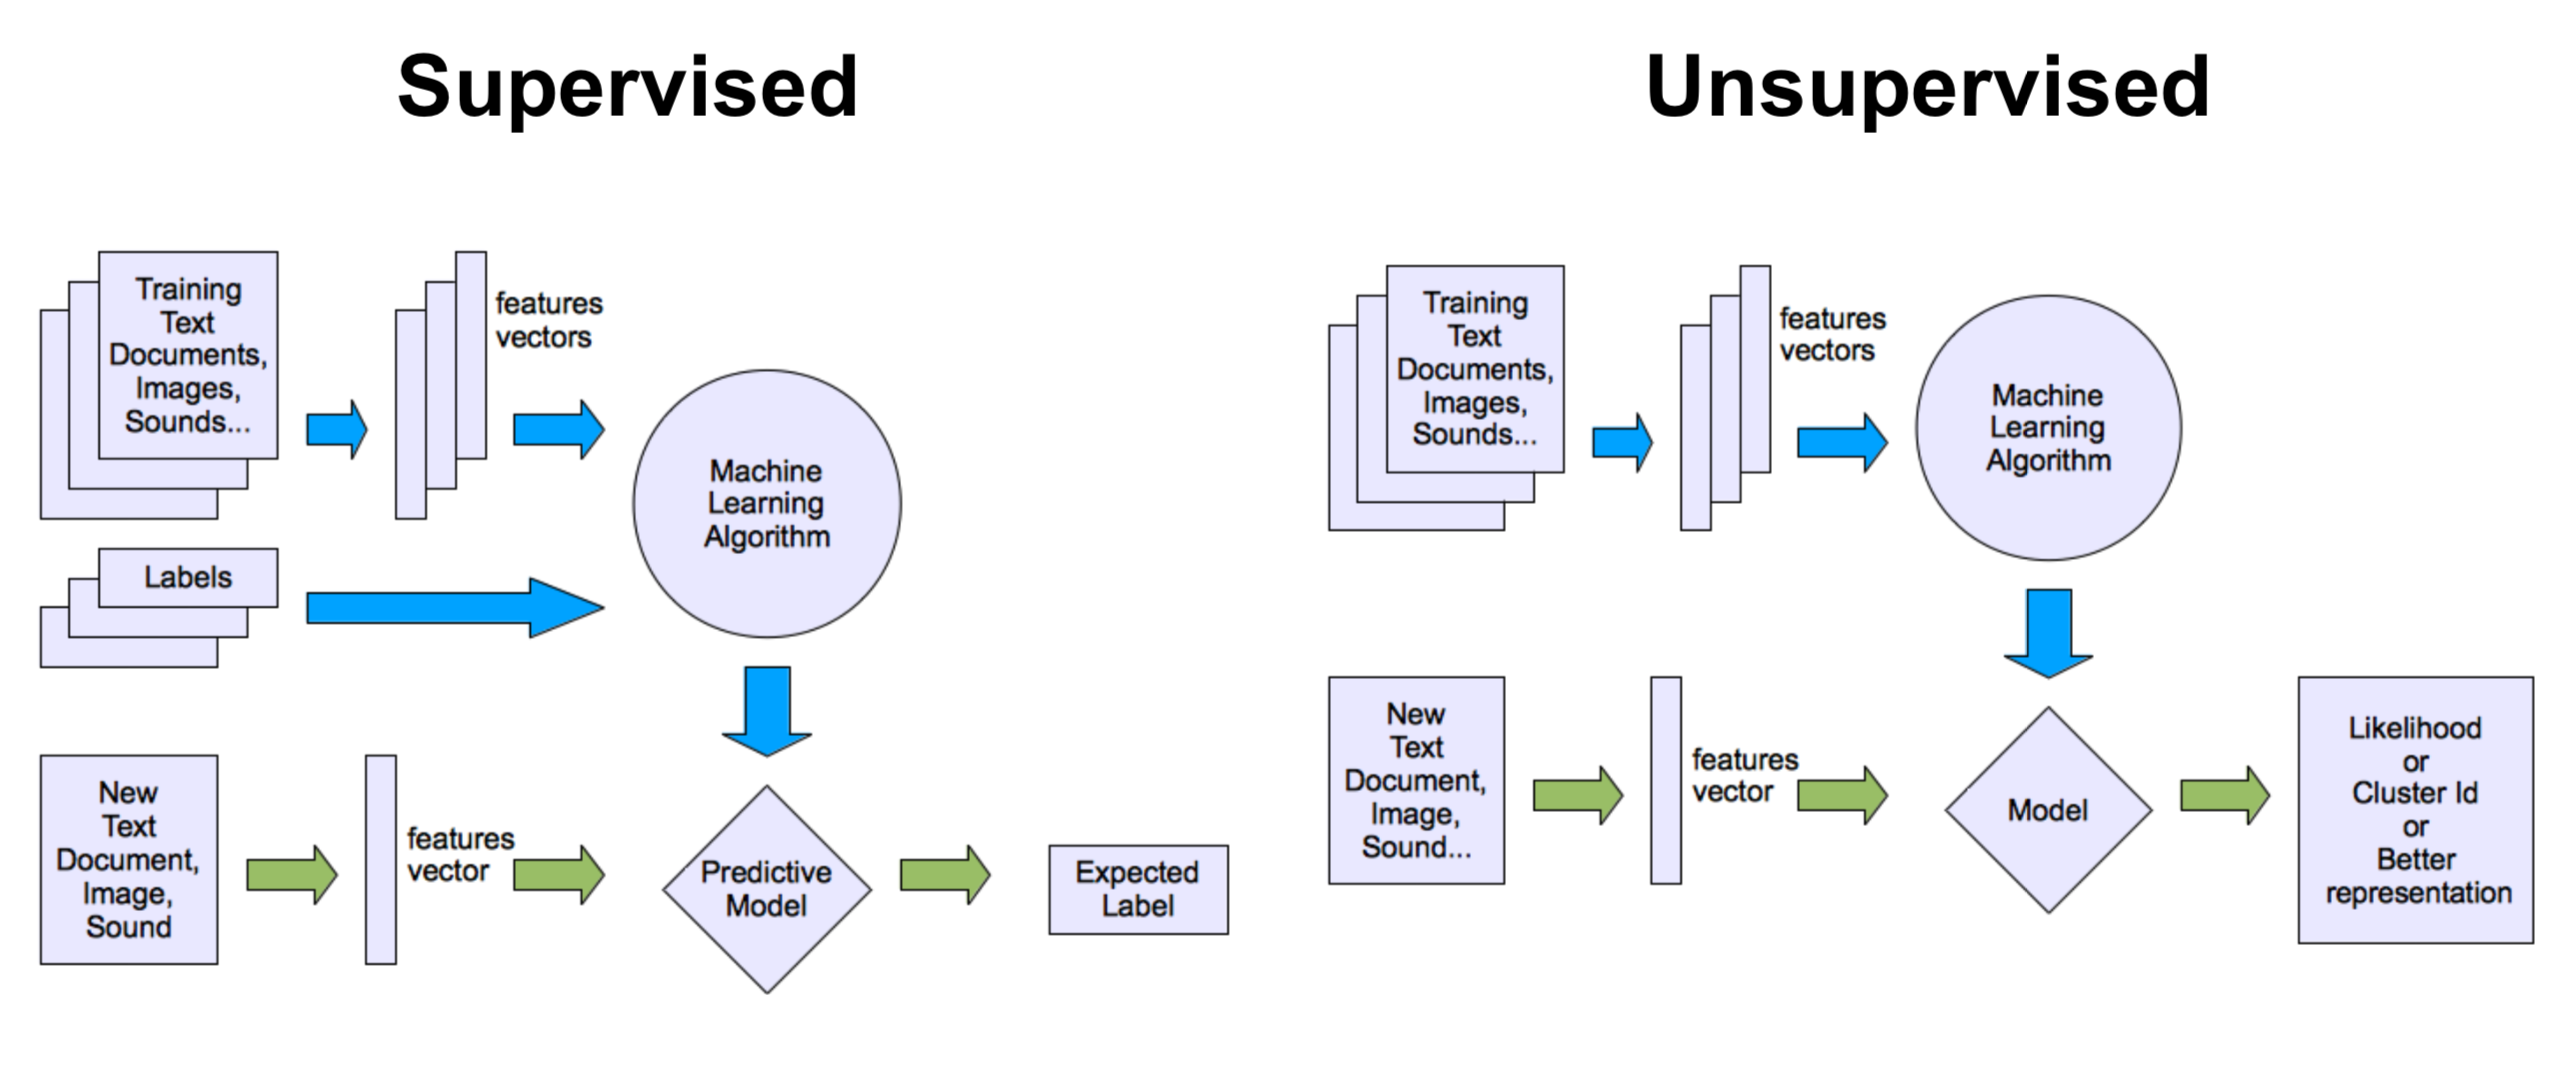 Supervised
Training
Text
Documents,
Images,
Sounds...
features
vectors
Machine
Learning
Algorithm
Labels
New
Text
Document,
Image,
Sound
features
vector
Predictive
Model
Expected
Label
Unsupervised
Training
Text
Documents,
Images,
Sounds...
features
vectors
Machine
Learning
Algorithm
New
Text
Document,
Image,
Sound...
features
vector
Model
Likelihood
or
Cluster Id
or
Better
representation